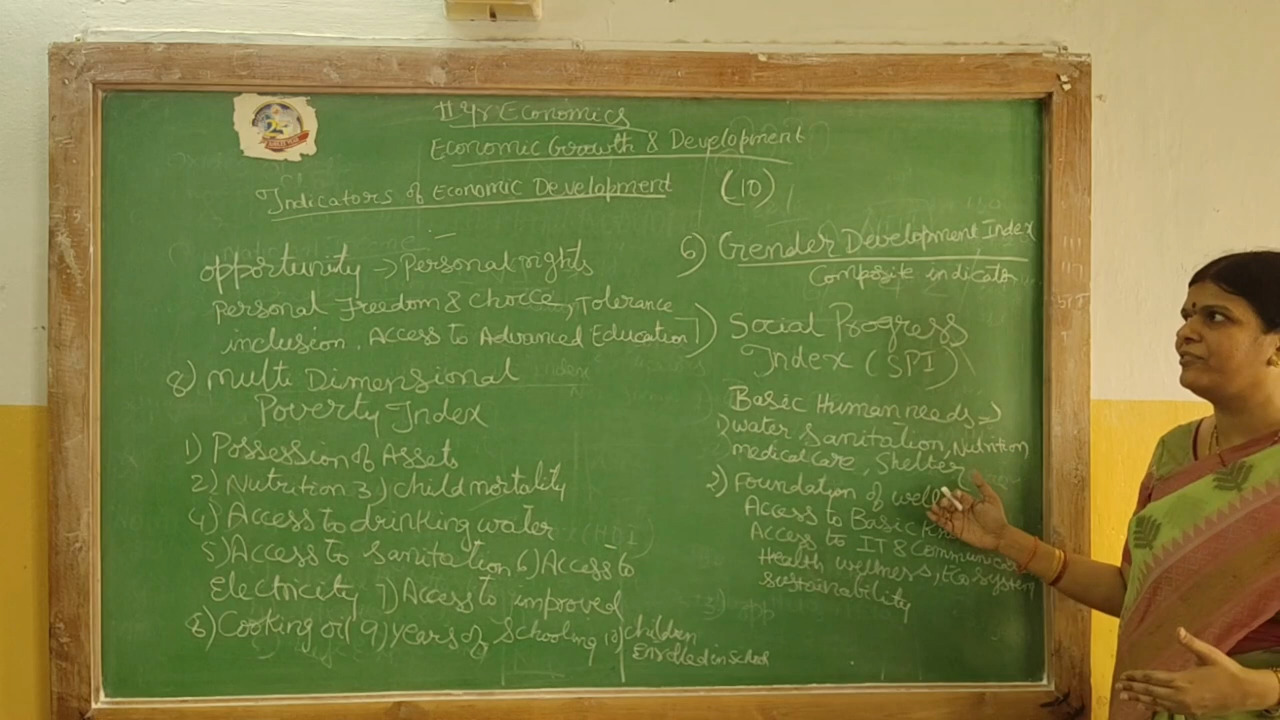 II Yr Economics
Economic Growth & Development
Indicators of Economic Development (10)
opportunity → Personal rights
Personal Freedom & choice, Tolerance
inclusion. Access to Advanced Education
8) multi Dimensional
Poverty Index
1) Possession of Assets
2) Nutrition 3) child mortality
4) Access to drinking water
5) Access to Sanitation 6) Access to
Electricity 7) Access to improved
8) Cooking oil 9) years of Schooling 10) children
Enrolled in school
6) Gender Development Index
Composite indicator
7) Social Progress
Index (SPI)
Basic Human needs →
1) water Sanitation, Nutrition
medical care, Shelter
2) Foundation of well
Access to Basic
Access to IT & Communica
Health wellness, Eco system
sustainability